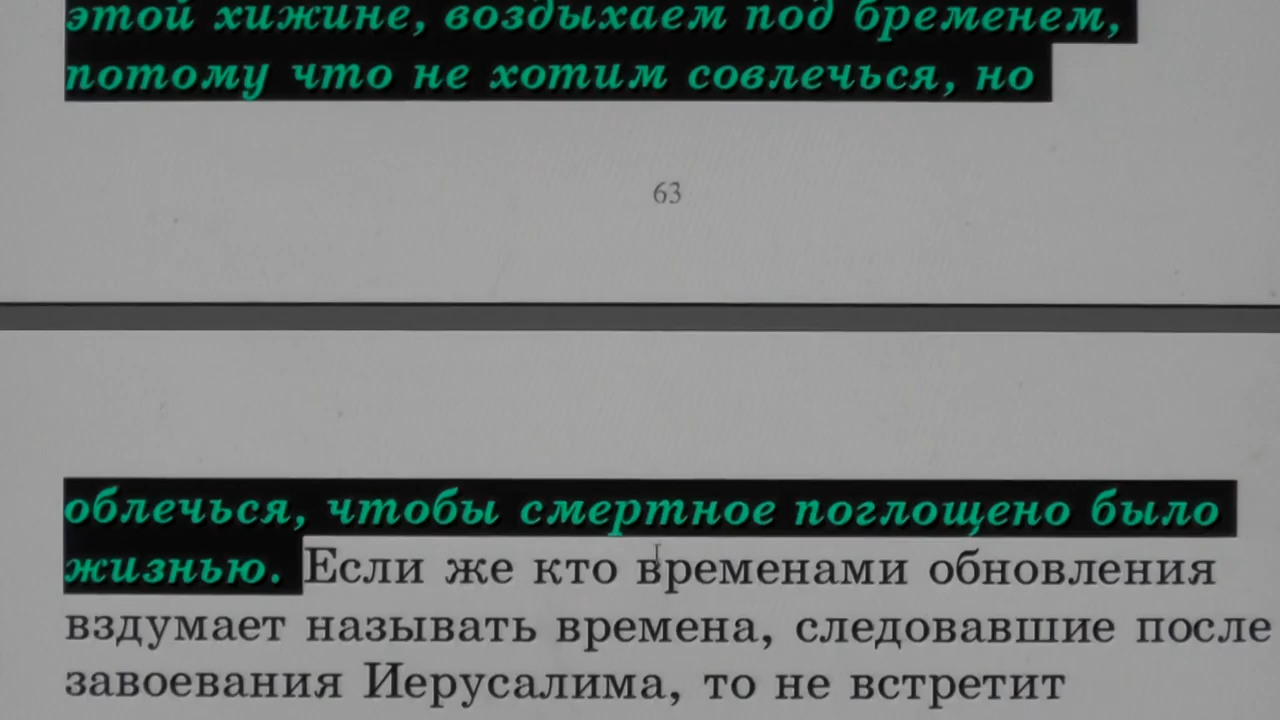 этой хижине, воздыхаем под бременем,
потому что не хотим совлечься, но
63
облечься, чтобы смертное поглощено было
жизнью. Если же кто временами обновления
вздумает называть времена, следовавшие после
завоевания Иерусалима, то не встретит